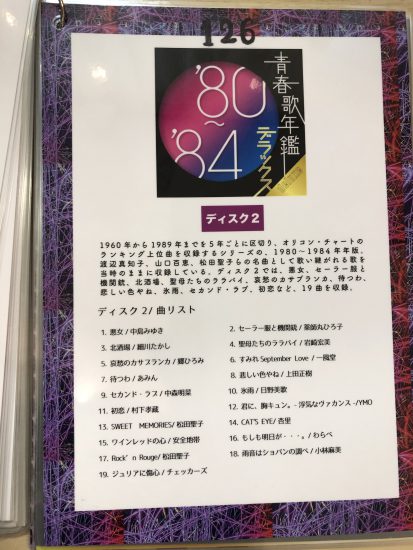 126
青春歌年鑑
デラックス
'80
～
'84
ディスク2
1960年から1989年までを5年ごとに区切り、オリコン・チャートの
ランキング上位曲を収録するシリーズの、1980～1984年年版。
渡辺真知子、山口百恵、松田聖子らの名曲として歌い継がれる歌を
当時のままに収録している。ディスク2では、悪女、セーラー服と
機関銃、北酒場、聖母たちのララバイ、哀愁のカサブランカ、待つわ、
悲しい色やね、氷雨、セカンド・ラブ、初恋など、19曲を収録。
ディスク2/ 曲リスト
1. 悪女/ 中島みゆき
2. セーラー服と機関銃/ 薬師丸ひろ子
3. 北酒場/ 細川たかし
4. 聖母たちのララバイ/ 岩崎宏美
5. 哀愁のカサブランカ/ 郷ひろみ
6. すみれSeptember Love / 一風堂
7. 待つわ/ あみん
8. 悲しい色やね/ 上田正樹
9. セカンド・ラブ/ 中森明菜
10. 氷雨/ 日野美歌
11. 初恋/ 村下孝蔵
12. 君に、胸キュン。- 浮気なヴァカンス -/YMO
13. SWEET MEMORIES/ 松田聖子
14. CAT'S EYE/ 杏里
15. ワインレッドの心/ 安全地帯
16. もしも明日が・・・。/ わらべ
17. Rock'n Rouge/ 松田聖子
18. 雨音はショパンの調べ/ 小林麻美
19. ジュリアに傷心/ チェッカーズ